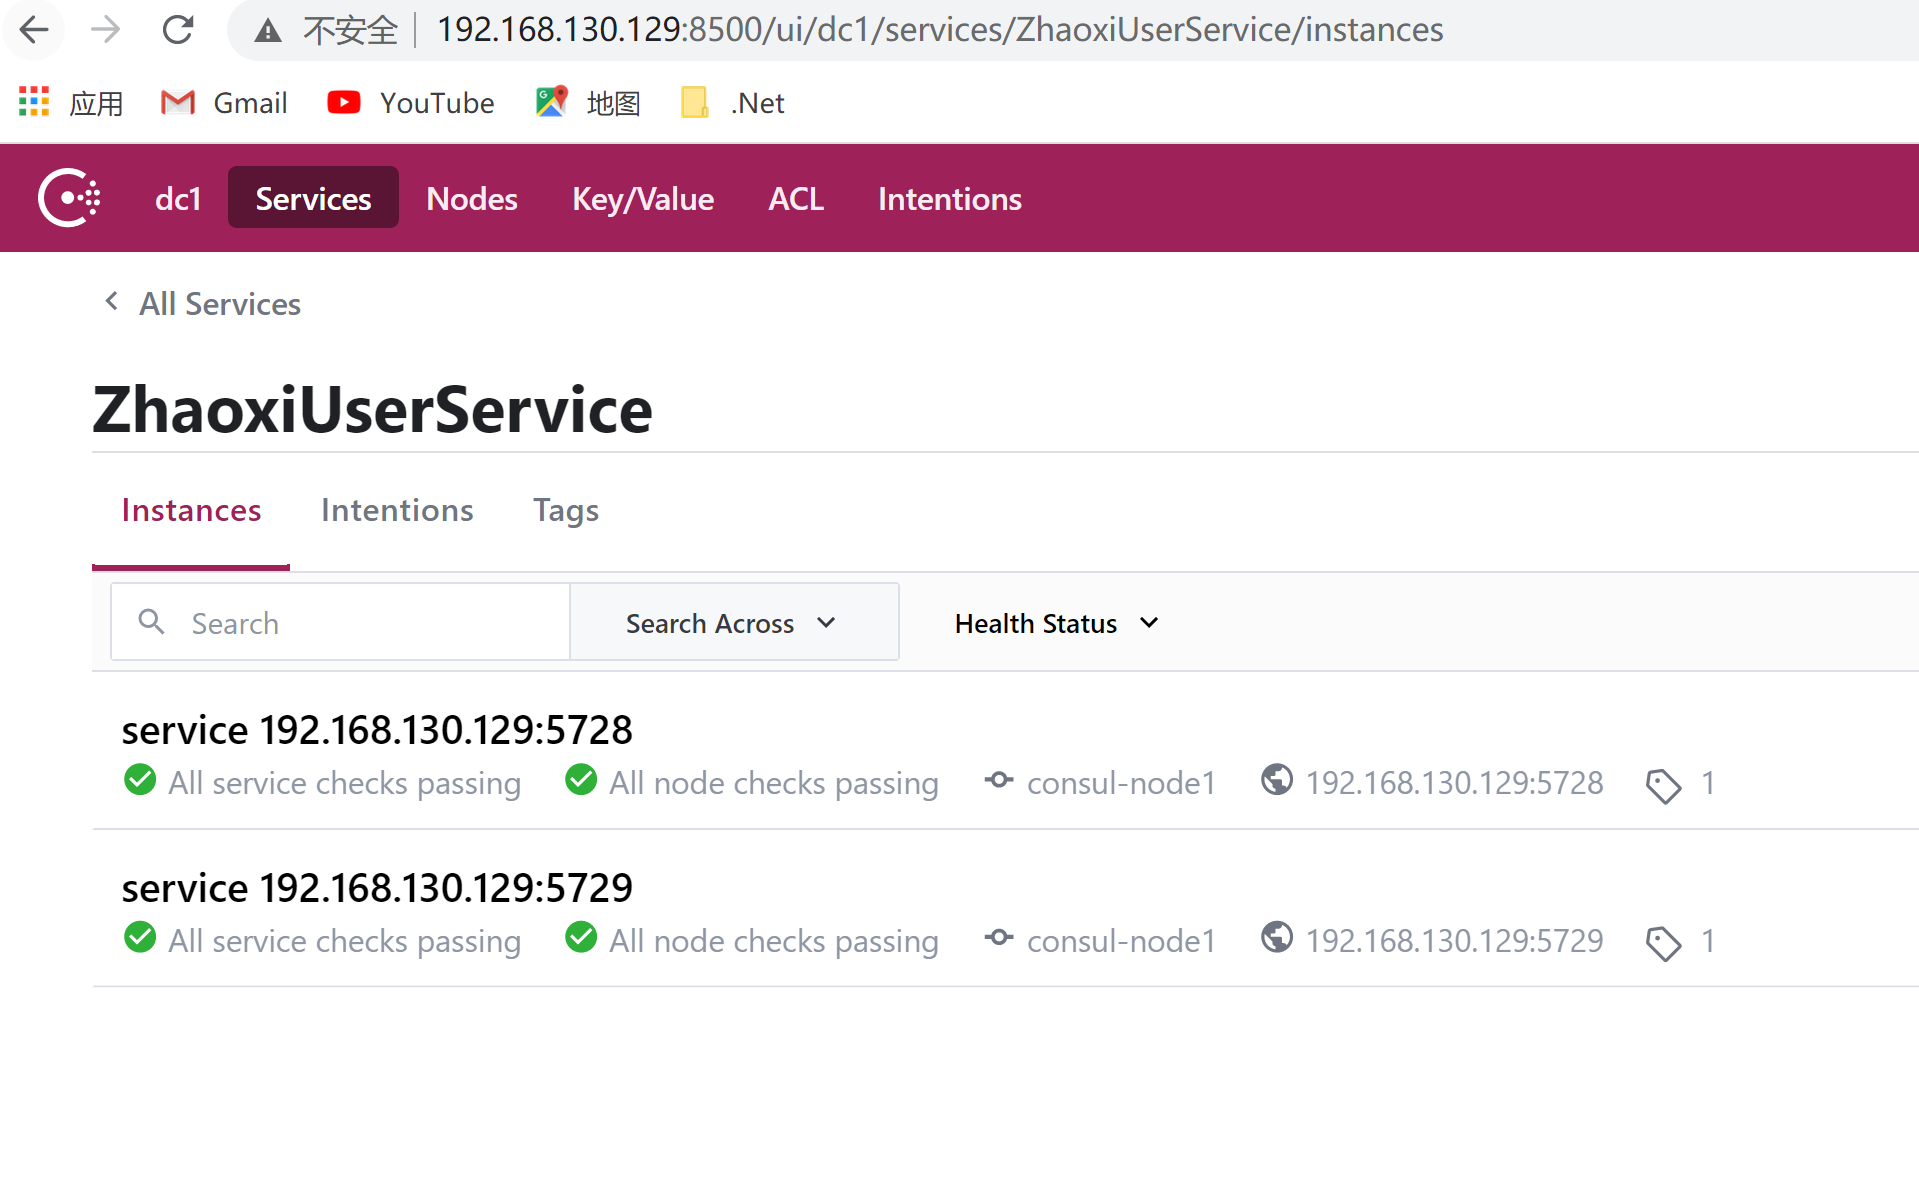 不安全 192.168.130.129:8500/ui/dc1/services/ZhaoxiUserService/instances
应用 Gmail YouTube 地图 .Net
dc1 Services Nodes Key/Value ACL Intentions
All Services
ZhaoxiUserService
Instances Intentions Tags
Search Search Across Health Status
service 192.168.130.129:5728
All service checks passing All node checks passing consul-node1 192.168.130.129:5728 1
service 192.168.130.129:5729
All service checks passing All node checks passing consul-node1 192.168.130.129:5729 1